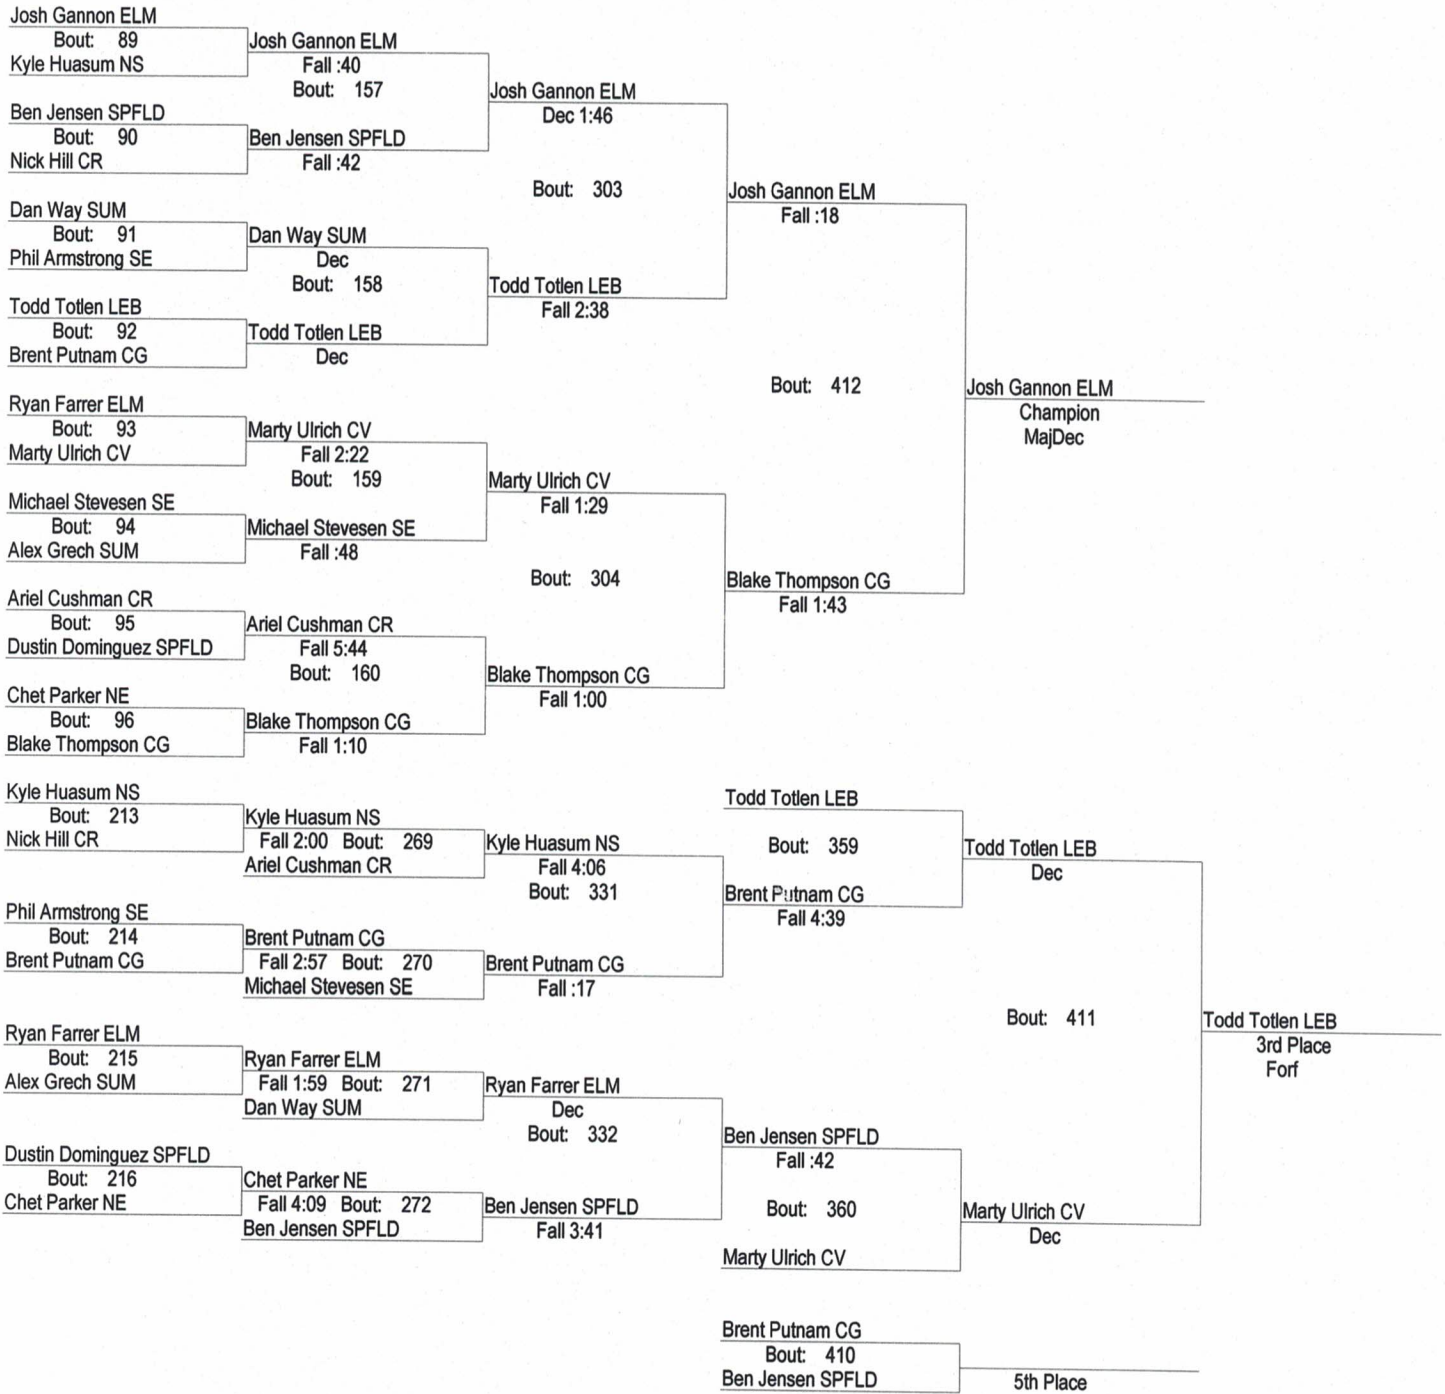 Josh Gannon ELM
Bout: 89
Kyle Huasum NS
Ben Jensen SPFLD
Bout: 90
Nick Hill CR
Dan Way SUM
Bout: 91
Phil Armstrong SE
Todd Totlen LEB
Bout: 92
Brent Putnam CG
Ryan Farrer ELM
Bout: 93
Marty Ulrich CV
Michael Stevesen SE
Bout: 94
Alex Grech SUM
Ariel Cushman CR
Bout: 95
Dustin Dominguez SPFLD
Chet Parker NE
Bout: 96
Blake Thompson CG
Josh Gannon ELM
Fall :40
Bout: 157
Ben Jensen SPFLD
Fall :42
Dan Way SUM
Dec
Bout: 158
Todd Totlen LEB
Dec
Marty Ulrich CV
Fall 2:22
Bout: 159
Michael Stevesen SE
Fall :48
Ariel Cushman CR
Fall 5:44
Bout: 160
Blake Thompson CG
Fall 1:10
Josh Gannon ELM
Dec 1:46
Bout: 303
Todd Totlen LEB
Fall 2:38
Marty Ulrich CV
Fall 1:29
Bout: 304
Blake Thompson CG
Fall 1:00
Josh Gannon ELM
Fall :18
Bout: 412
Blake Thompson CG
Fall 1:43
Josh Gannon ELM
Champion
MajDec
Kyle Huasum NS
Bout: 213
Nick Hill CR
Phil Armstrong SE
Bout: 214
Brent Putnam CG
Ryan Farrer ELM
Bout: 215
Alex Grech SUM
Dustin Dominguez SPFLD
Bout: 216
Chet Parker NE
Kyle Huasum NS
Fall 2:00 Bout: 269
Ariel Cushman CR
Brent Putnam CG
Fall 2:57 Bout: 270
Michael Stevesen SE
Ryan Farrer ELM
Fall 1:59 Bout: 271
Dan Way SUM
Chet Parker NE
Fall 4:09 Bout: 272
Ben Jensen SPFLD
Kyle Huasum NS
Fall 4:06
Bout: 331
Brent Putnam CG
Fall :17
Ryan Farrer ELM
Dec
Bout: 332
Ben Jensen SPFLD
Fall 3:41
Todd Totlen LEB
Bout: 359
Brent Putnam CG
Fall 4:39
Ben Jensen SPFLD
Fall :42
Bout: 360
Marty Ulrich CV
Todd Totlen LEB
Dec
Bout: 411
Marty Ulrich CV
Dec
Todd Totlen LEB
3rd Place
Forf
Brent Putnam CG
Bout: 410
Ben Jensen SPFLD
5th Place